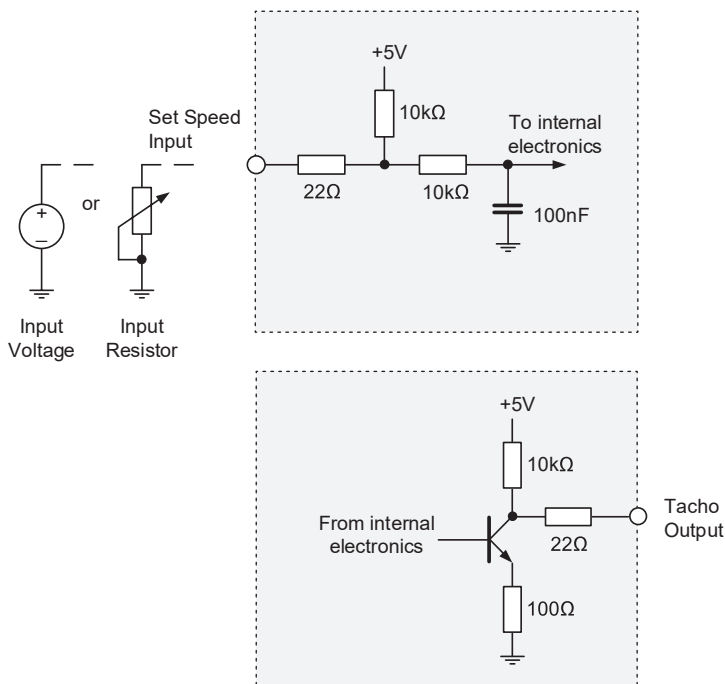 +5V
Set Speed
Input
10kΩ
To internal
electronics
22Ω
10kΩ
or
+
–
100nF
Input
Voltage
Input
Resistor
+5V
10kΩ
Tacho
Output
From internal
electronics
22Ω
100Ω